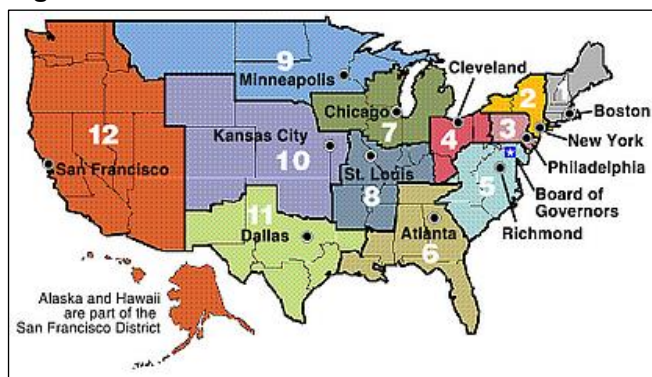 9
Minneapolis
Cleveland
2
1
Boston
12
Chicago
7
4
3
New York
Kansas City
10
Philadelphia
San Francisco
St. Louis
5
Board of
Governors
8
11
Dallas
Atlanta
6
Richmond
Alaska and Hawaii
are part of the
San Francisco District